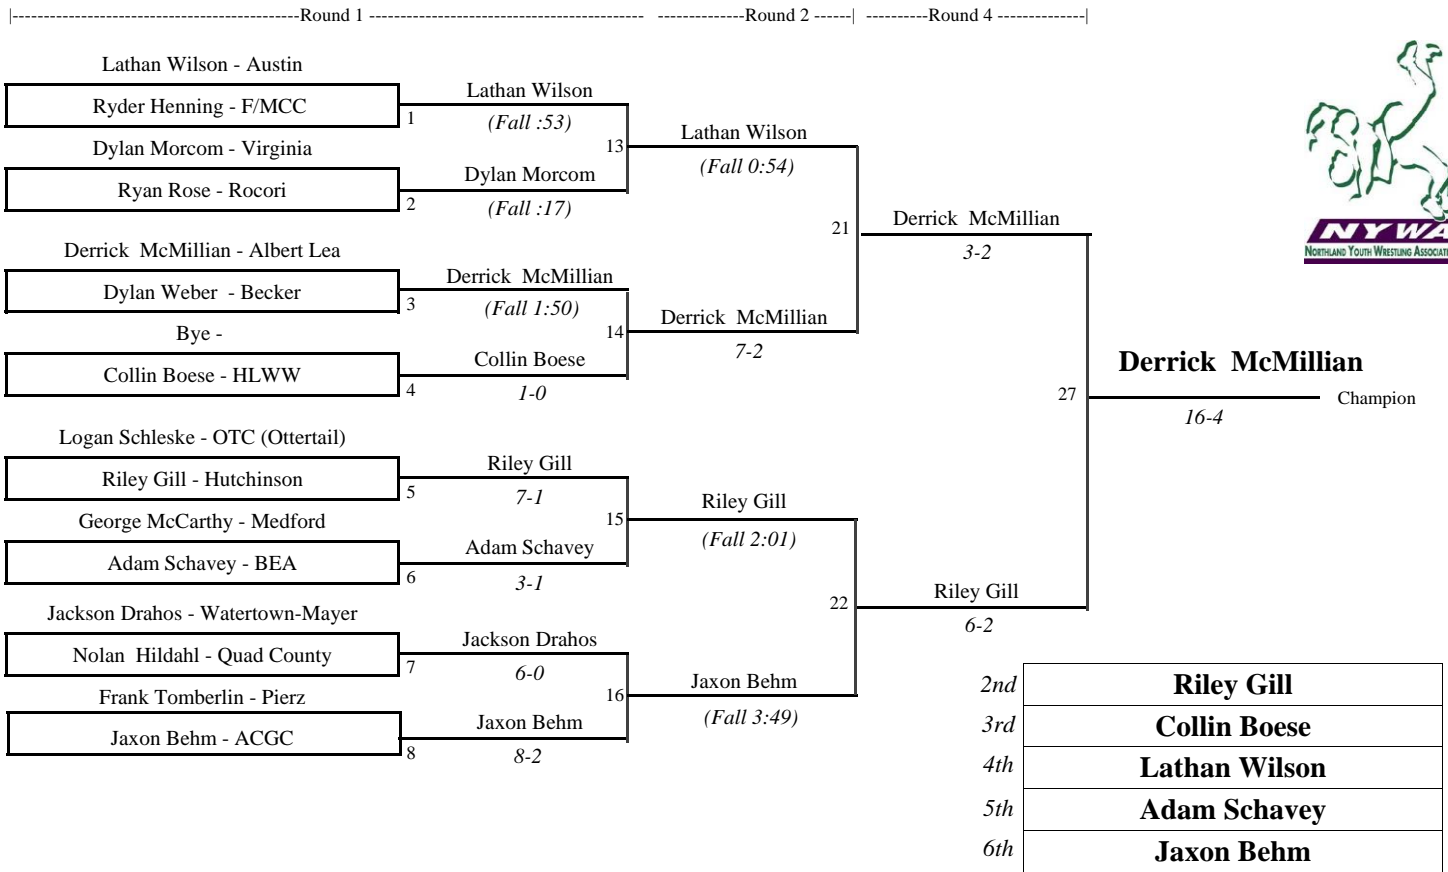 |----------------------------------------------Round 1 --------------------------------------------
--------------Round 2 ------|
----------Round 4 --------------|
Lathan Wilson - Austin
Ryder Henning - F/MCC
1
Dylan Morcom - Virginia
Ryan Rose - Rocori
2
Derrick  McMillian - Albert Lea
Dylan Weber  - Becker
3
Bye -
Collin Boese - HLWW
4
Logan Schleske - OTC (Ottertail)
Riley Gill - Hutchinson
5
George McCarthy - Medford
Adam Schavey - BEA
6
Jackson Drahos - Watertown-Mayer
Nolan  Hildahl - Quad County
7
Frank Tomberlin - Pierz
Jaxon Behm - ACGC
8
Lathan Wilson
(Fall :53)
13
Dylan Morcom
(Fall :17)
Derrick  McMillian
(Fall 1:50)
14
Collin Boese
1-0
Riley Gill
7-1
15
Adam Schavey
3-1
Jackson Drahos
6-0
16
Jaxon Behm
8-2
Lathan Wilson
(Fall 0:54)
21
Derrick  McMillian
7-2
Riley Gill
(Fall 2:01)
22
Jaxon Behm
(Fall 3:49)
Derrick  McMillian
3-2
27
Riley Gill
6-2
NYWA
NORTHLAND YOUTH WRESTLING ASSOCIAT
Derrick  McMillian
Champion
16-4
2nd Riley Gill
3rd Collin Boese
4th Lathan Wilson
5th Adam Schavey
6th Jaxon Behm